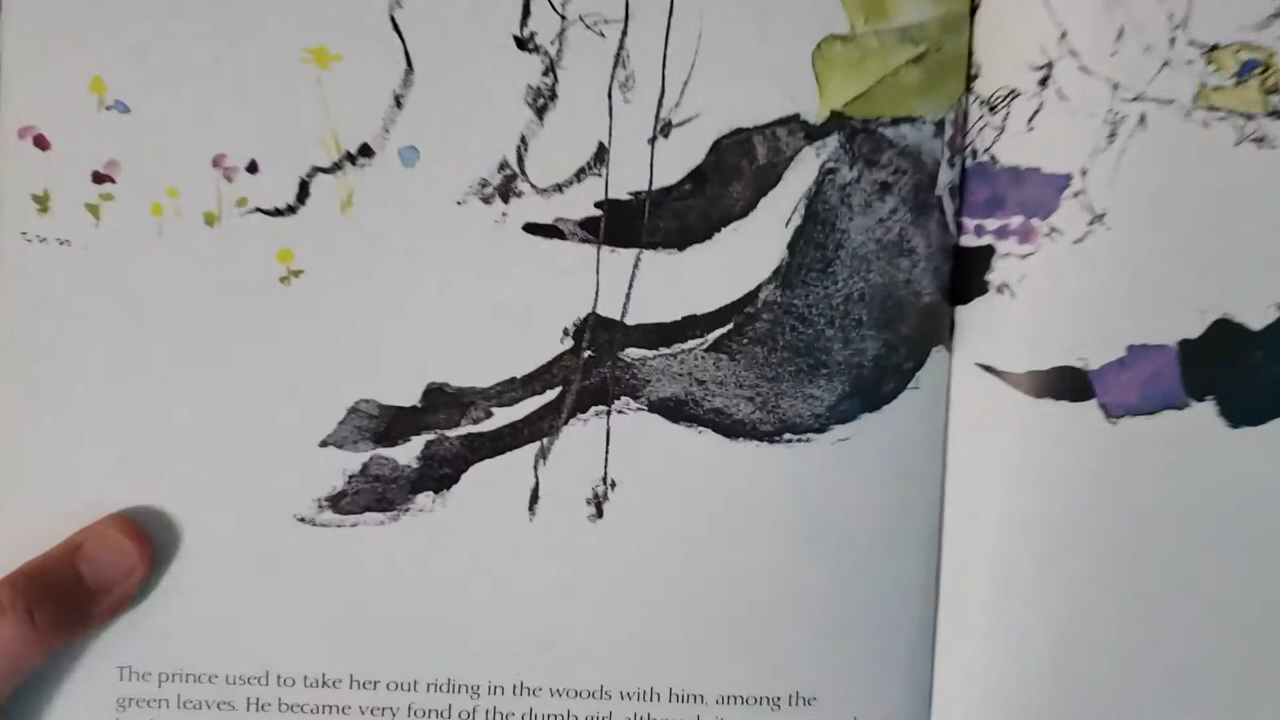 The prince used to take her out riding in the woods with him, among the
green leaves. He became very fond of the dumb girl, although